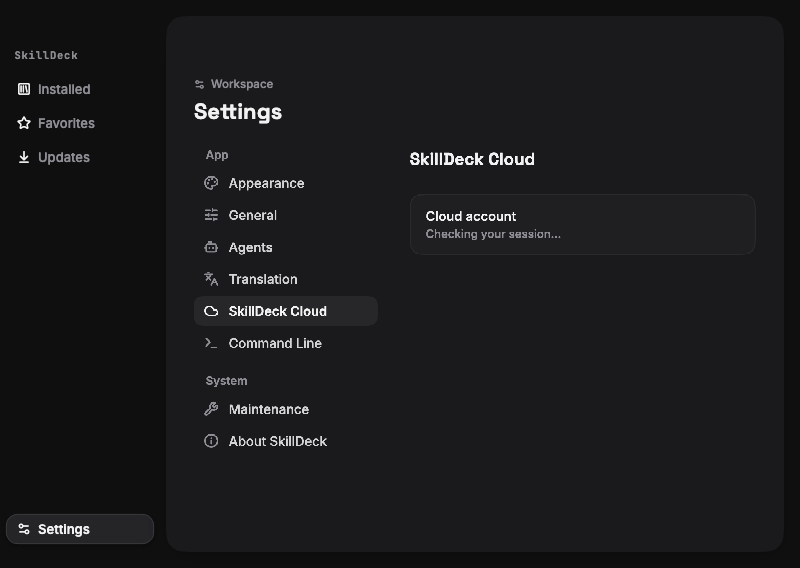 SkillDeck
Installed
Favorites
Updates
Settings
Workspace
Settings
App
Appearance
General
Agents
Translation
SkillDeck Cloud
Command Line
System
Maintenance
About SkillDeck
SkillDeck Cloud
Cloud account
Checking your session...